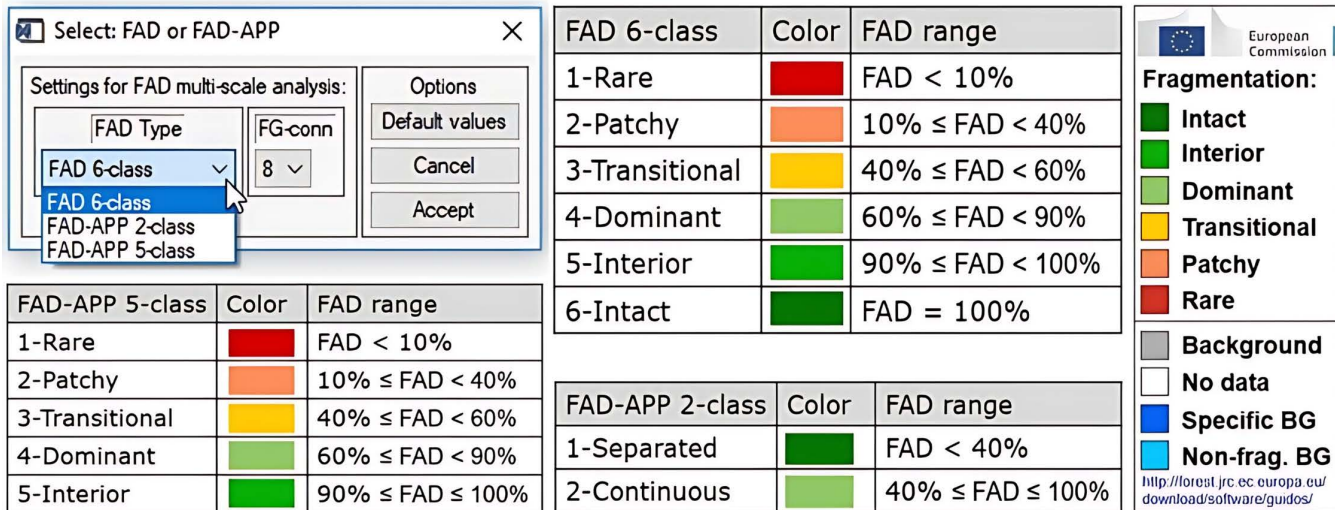 Select: FAD or FAD-APP
Settings for FAD multi-scale analysis:
FAD Type
FG-conn
FAD 6-class
8
FAD 6-class
FAD-APP 2-class
FAD-APP 5-class
Options
Default values
Cancel
Accept
FAD-APP 5-class Color FAD range
1-Rare FAD < 10%
2-Patchy 10% ≤ FAD < 40%
3-Transitional 40% ≤ FAD < 60%
4-Dominant 60% ≤ FAD < 90%
5-Interior 90% ≤ FAD ≤ 100%
FAD 6-class Color FAD range
1-Rare FAD < 10%
2-Patchy 10% ≤ FAD < 40%
3-Transitional 40% ≤ FAD < 60%
4-Dominant 60% ≤ FAD < 90%
5-Interior 90% ≤ FAD < 100%
6-Intact FAD = 100%
FAD-APP 2-class Color FAD range
1-Separated FAD < 40%
2-Continuous 40% ≤ FAD ≤ 100%
European
Commission
Fragmentation:
Intact
Interior
Dominant
Transitional
Patchy
Rare
Background
No data
Specific BG
Non-frag. BG
http://forest.jrc.ec.europa.eu/
download/software/guidos/